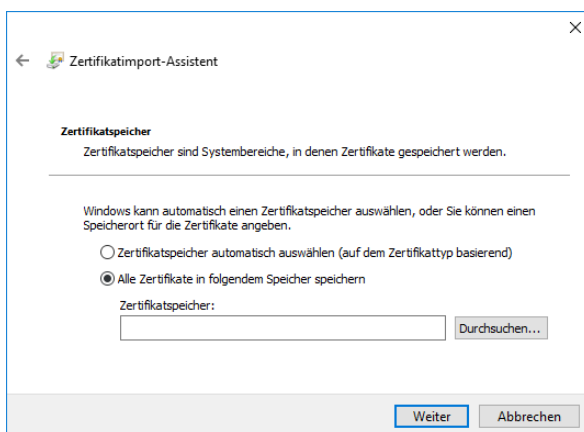 Zertifikatimport-Assistent
Zertifikatspeicher
Zertifikatspeicher sind Systembereiche, in denen Zertifikate gespeichert werden.
Windows kann automatisch einen Zertifikatspeicher auswählen, oder Sie können einen
Speicherort für die Zertifikate angeben.
Zertifikatspeicher automatisch auswählen (auf dem Zertifikattyp basierend)
Alle Zertifikate in folgendem Speicher speichern
Zertifikatspeicher:
Durchsuchen...
Weiter
Abbrechen